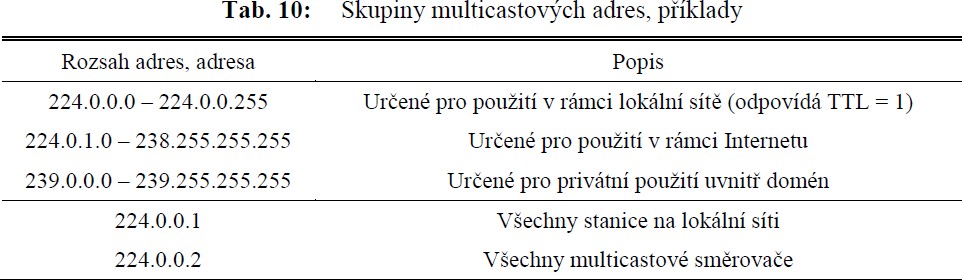 Tab. 10: Skupiny multicastových adres, příklady
Rozsah adres, adresa Popis
224.0.0.0 – 224.0.0.255 Určené pro použití v rámci lokální sítě (odpovídá TTL = 1)
224.0.1.0 – 238.255.255.255 Určené pro použití v rámci Internetu
239.0.0.0 – 239.255.255.255 Určené pro privátní použití uvnitř domén
224.0.0.1 Všechny stanice na lokální síti
224.0.0.2 Všechny multicastové směrovače